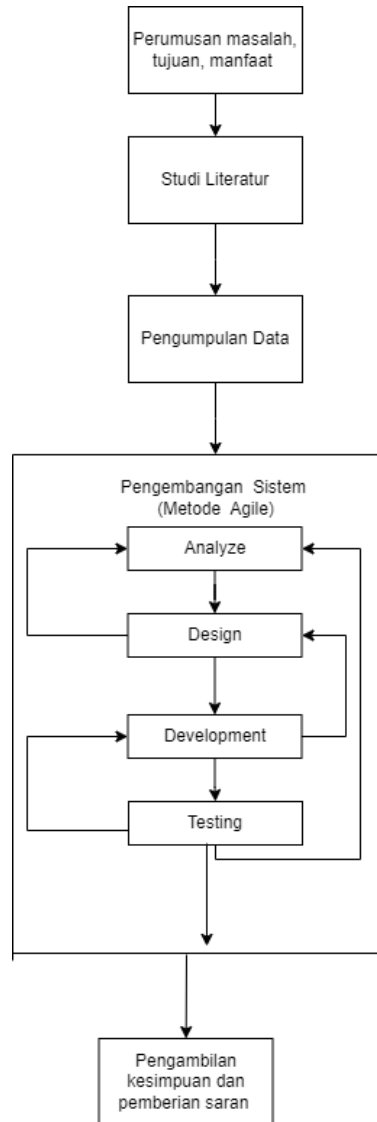 Perumusan masalah,
tujuan, manfaat
Studi Literatur
Pengumpulan Data
Pengembangan Sistem
(Metode Agile)
Analyze
Design
Development
Testing
Pengambilan
kesimpuan dan
pemberian saran